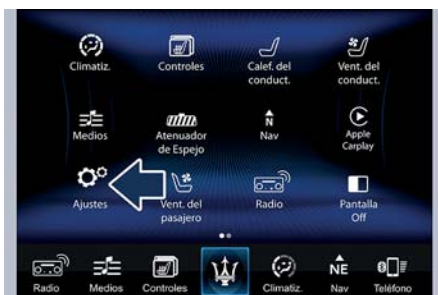 Climatiz. Controles Calef. del Vent. del
conduct. conduct.
Medios Atenuador N Nav Apple
de Espejo Carplay
Ajustes Vent. del Radio Pantalla
pasajero Off
Radio Medios Controles Climatiz. NE Nav Teléfono